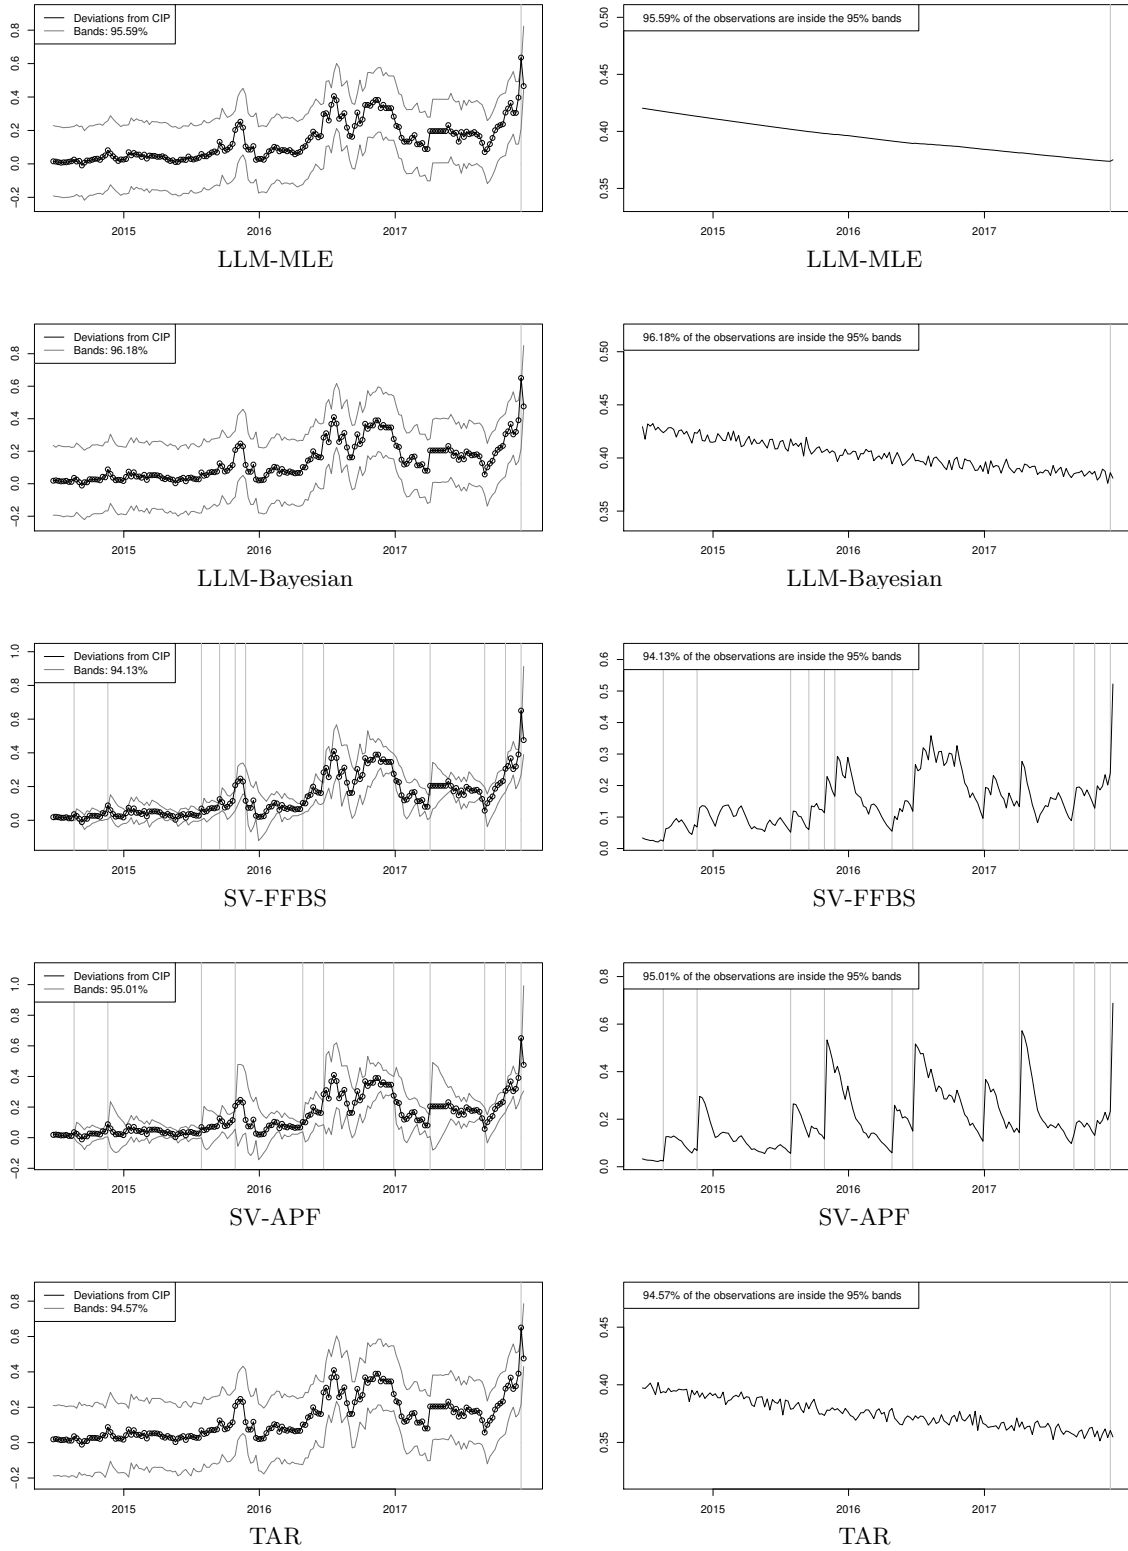 Deviations from CIP
Bands: 95.59%
−0.2 0.0 0.2 0.4 0.6 0.8
2015 2016 2017
LLM-MLE
95.59% of the observations are inside the 95% bands
0.35 0.40 0.45 0.50
2015 2016 2017
LLM-MLE
Deviations from CIP
Bands: 96.18%
−0.2 0.0 0.2 0.4 0.6 0.8
2015 2016 2017
LLM-Bayesian
96.18% of the observations are inside the 95% bands
0.35 0.40 0.45 0.50
2015 2016 2017
LLM-Bayesian
Deviations from CIP
Bands: 94.13%
0.0 0.2 0.4 0.6 0.8 1.0
2015 2016 2017
SV-FFBS
94.13% of the observations are inside the 95% bands
0.0 0.1 0.2 0.3 0.4 0.5 0.6
2015 2016 2017
SV-FFBS
Deviations from CIP
Bands: 95.01%
−0.2 0.0 0.2 0.4 0.6 0.8 1.0
2015 2016 2017
SV-APF
95.01% of the observations are inside the 95% bands
0.0 0.2 0.4 0.6 0.8
2015 2016 2017
SV-APF
Deviations from CIP
Bands: 94.57%
−0.2 0.0 0.2 0.4 0.6 0.8
2015 2016 2017
TAR
94.57% of the observations are inside the 95% bands
0.35 0.40 0.45
2015 2016 2017
TAR